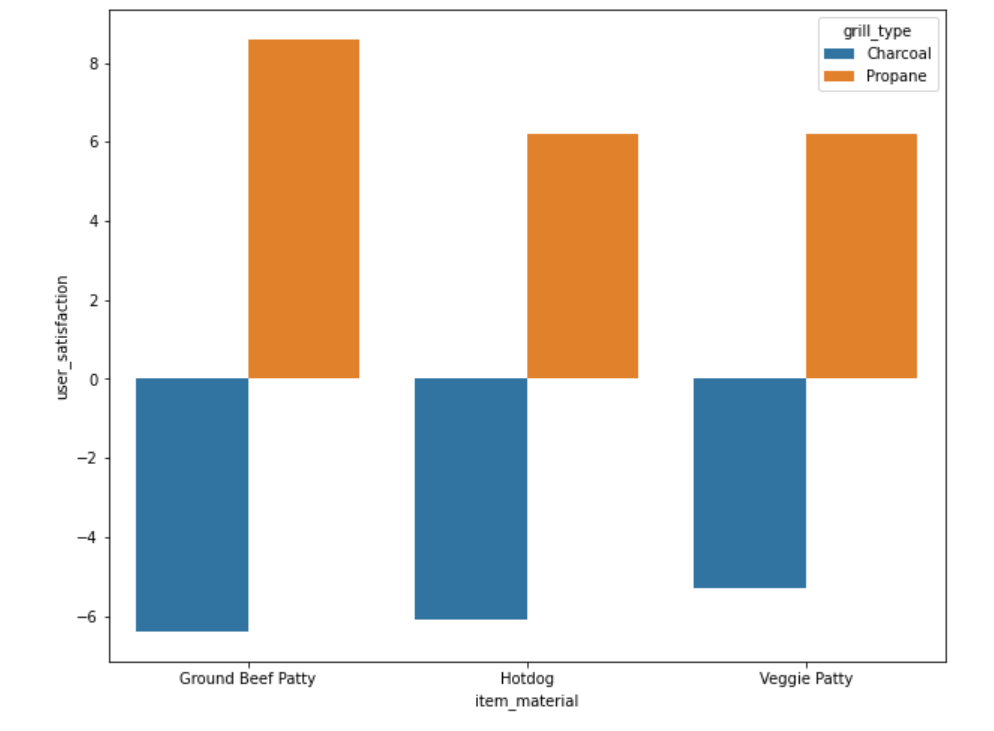 grill_type
Charcoal
Propane
8
6
4
2
0
−2
−4
−6
user_satisfaction
Ground Beef Patty
Hotdog
Veggie Patty
item_material